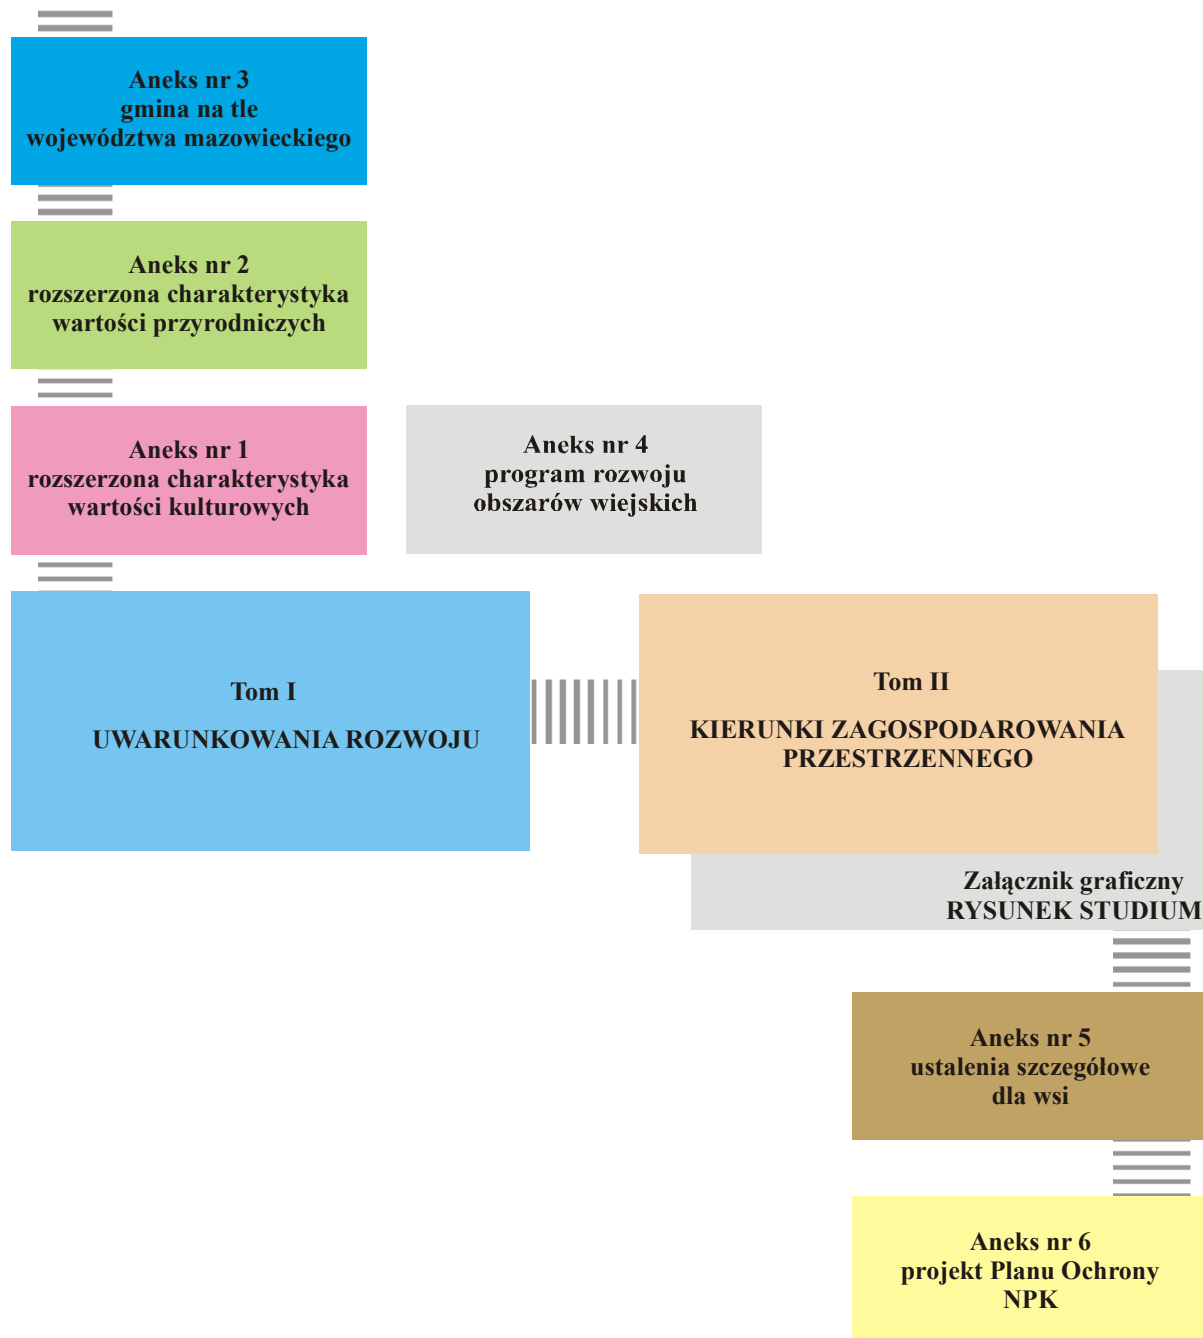 Aneks nr 3
gmina na tle
województwa mazowieckiego
Aneks nr 2
rozszerzona charakterystyka
wartości przyrodniczych
Aneks nr 1
rozszerzona charakterystyka
wartości kulturowych
Aneks nr 4
program rozwoju
obszarów wiejskich
Tom I
UWARUNKOWANIA ROZWOJU
Tom II
KIERUNKI ZAGOSPODAROWANIA
PRZESTRZENNEGO
Załącznik graficzny
RYSUNEK STUDIUM
Aneks nr 5
ustalenia szczegółowe
dla wsi
Aneks nr 6
projekt Planu Ochrony
NPK